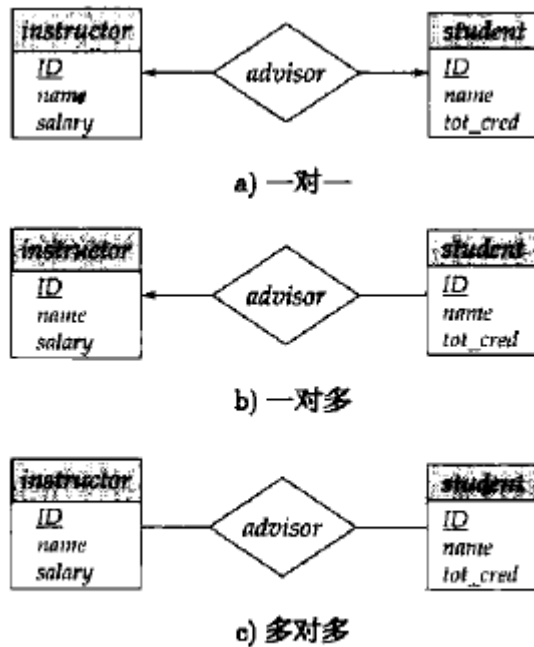 instructor
ID
name
salary
advisor
student
ID
name
tot_cred
a) 一对一
instructor
ID
name
salary
advisor
student
ID
name
tot_cred
b) 一对多
instructor
ID
name
salary
advisor
student
ID
name
tot_cred
c) 多对多